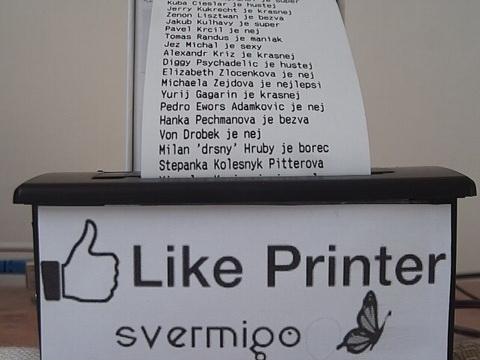 Kuba Cieslar je hustej
Jerry Kukrecht je krasnej
Zenon Lisztwan je bezva
Jakub Kulhavy je super
Pavel Krcil je nej
Tomas Randus je maniak
Jez Michal je sexy
Alexandr Kriz je krasnej
Diggy Psychadelic je hustej
Elizabeth Zlocenkova je nej
Michaela Zejdova je nejlepsi
Yurij Gagarin je krasnej
Pedro Ewors Adamkovic je nej
Hanka Pechmanova je bezva
Von Drobek je nej
Milan 'drsny' Hruby je borec
Stepanka Kolesnyk Pitterova
Like Printer
svermigo